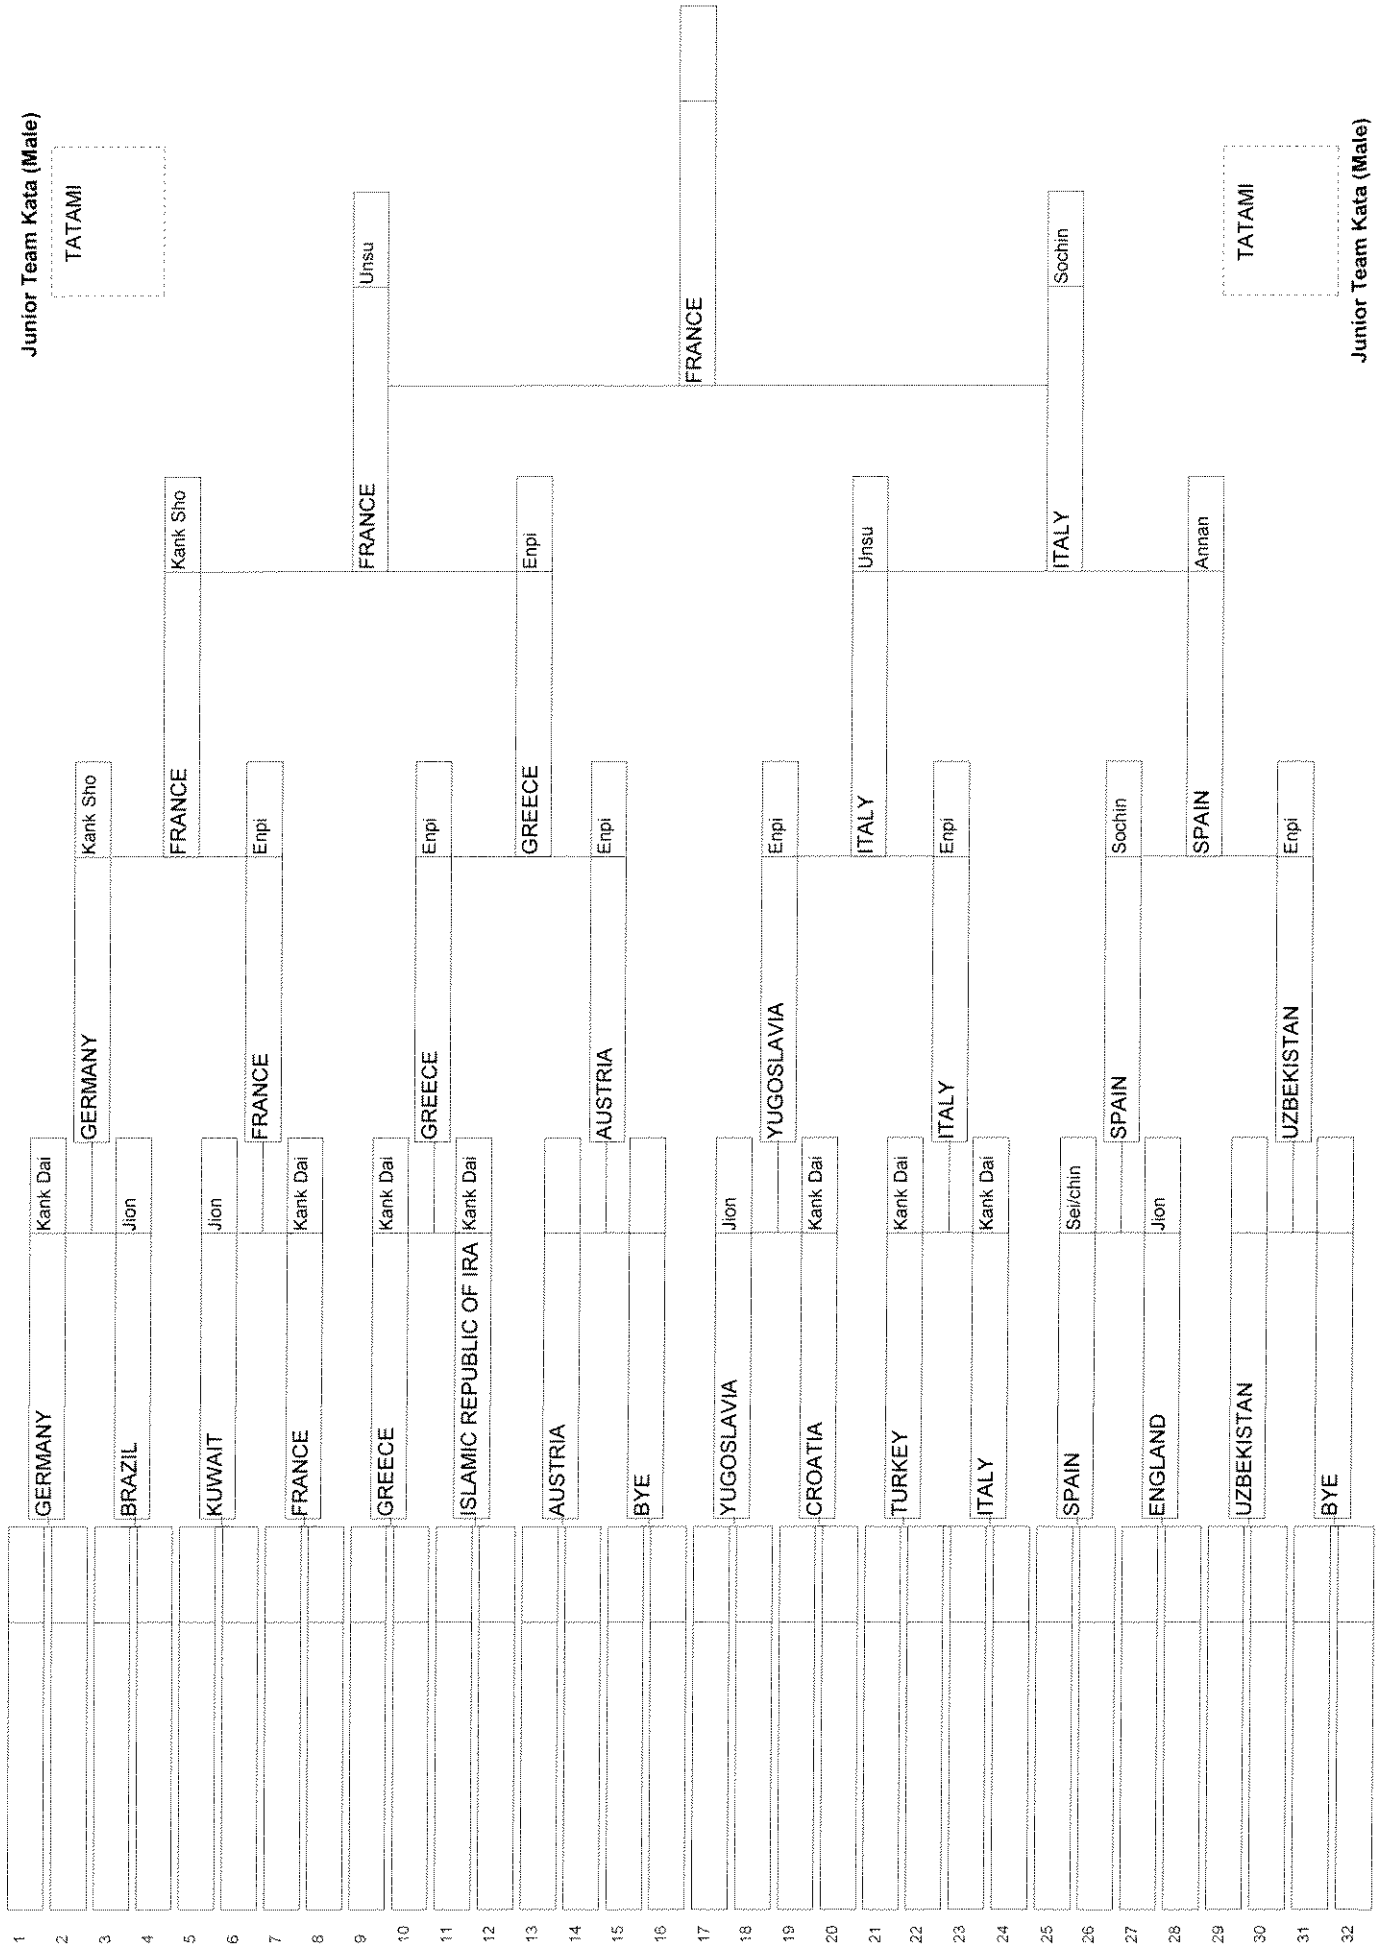 Junior Team Kata (Male)
TATAMI
1
2
3
4
5
6
7
8
9
10
11
12
13
14
15
16
17
18
19
20
21
22
23
24
25
26
27
28
29
30
31
32
GERMANY Kank Dai
BRAZIL Jion
KUWAIT Jion
FRANCE Kank Dai
GREECE Kank Dai
ISLAMIC REPUBLIC OF IRA Kank Dai
AUSTRIA
BYE
YUGOSLAVIA Jion
CROATIA Kank Dai
TURKEY Kank Dai
ITALY Kank Dai
SPAIN Sei/chin
ENGLAND Jion
UZBEKISTAN
BYE
GERMANY Kank Sho
FRANCE Enpi
GREECE Enpi
AUSTRIA Enpi
YUGOSLAVIA Enpi
ITALY Enpi
SPAIN Sochin
UZBEKISTAN Enpi
FRANCE Kank Sho
GREECE Enpi
ITALY Unsu
SPAIN Annan
FRANCE Unsu
ITALY Sochin
FRANCE
TATAMI
Junior Team Kata (Male)